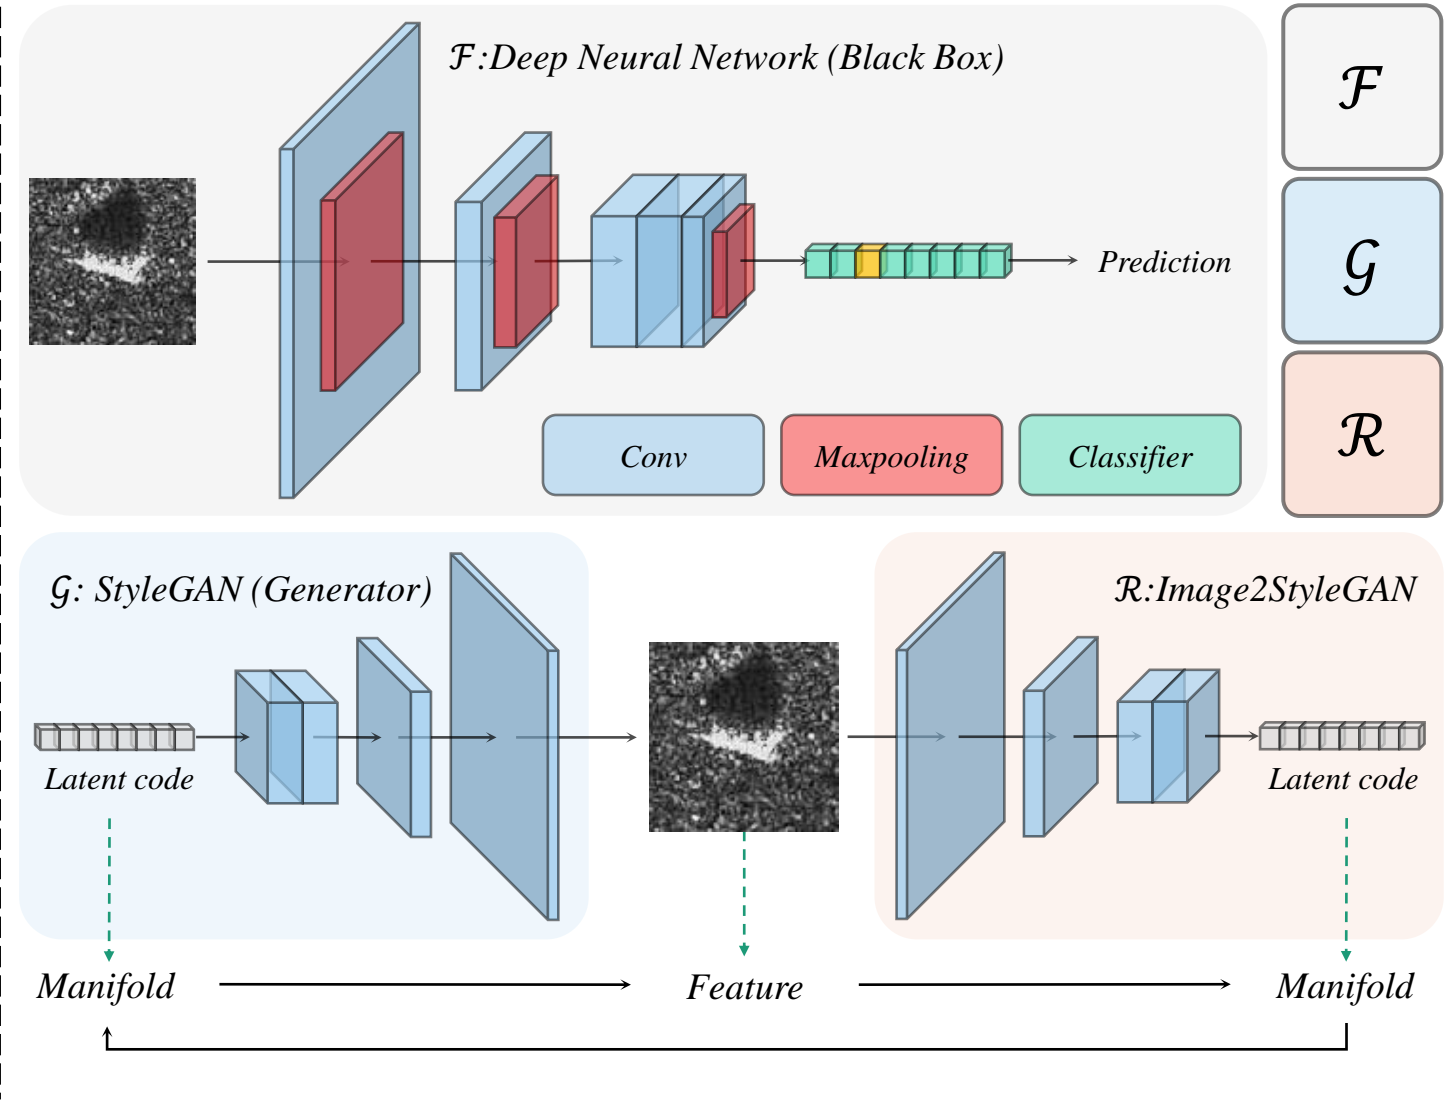 ℱ:Deep Neural Network (Black Box)
Prediction
Conv
Maxpooling
Classifier
ℱ
𝒢
ℛ
𝒢: StyleGAN (Generator)
Latent code
ℛ:Image2StyleGAN
Latent code
Manifold
Feature
Manifold